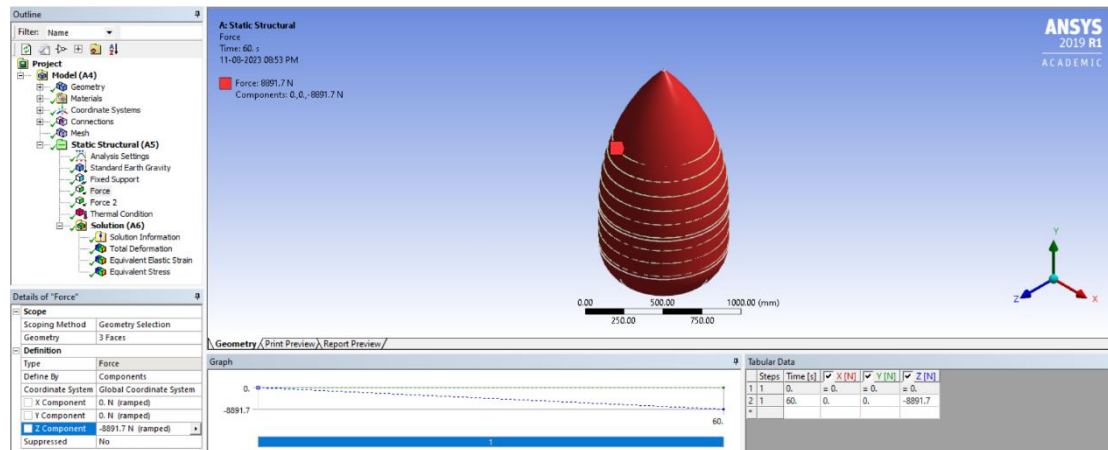 Outline
Filter: Name
Project
Model (A4)
Geometry
Materials
Coordinate Systems
Connections
Mesh
Static Structural (A5)
Analysis Settings
Standard Earth Gravity
Fixed Support
Force
Force 2
Thermal Condition
Solution (A6)
Solution Information
Total Deformation
Equivalent Elastic Strain
Equivalent Stress
Details of "Force"
Scope
Scoping Method Geometry Selection
Geometry 3 Faces
Definition
Type Force
Define By Components
Coordinate System Global Coordinate System
X Component 0. N (ramped)
Y Component 0. N (ramped)
Z Component -8891.7 N (ramped)
Suppressed No
A: Static Structural
Force
Time: 60. s
11-08-2023 08:53 PM
Force: 8891.7 N
Components: 0.,0.,-8891.7 N
ANSYS
2019 R1
ACADEMIC
0.00 500.00 1000.00 (mm)
250.00 750.00
Y
Z X
Geometry Print Preview Report Preview
Graph
0.
-8891.7
60.
1
Tabular Data
Steps Time [s] X [N] Y [N] Z [N]
1 1 0. = 0. = 0. = 0.
2 1 60. 0. 0. -8891.7
*